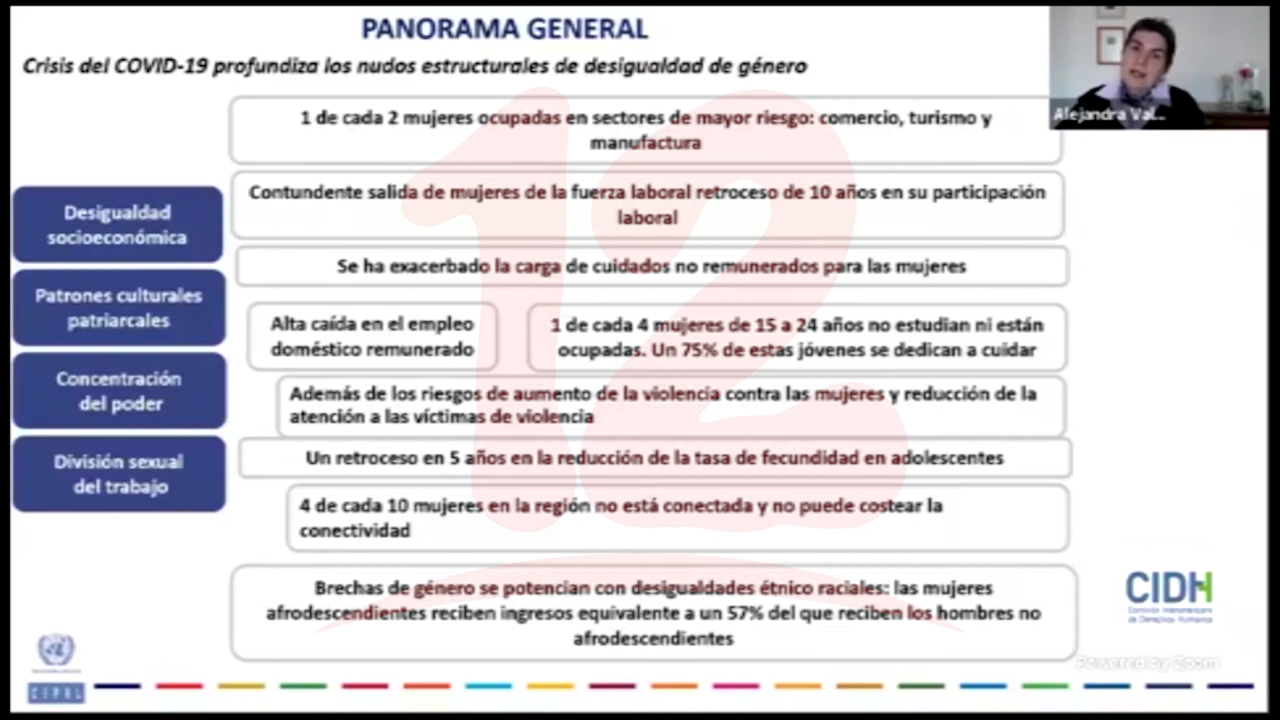 PANORAMA GENERAL
Crisis del COVID-19 profundiza los nudos estructurales de desigualdad de género
Alejandra Val...
1 de cada 2 mujeres ocupadas en sectores de mayor riesgo: comercio, turismo y
manufactura
Contundente salida de mujeres de la fuerza laboral retroceso de 10 años en su participación
laboral
Se ha exacerbado la carga de cuidados no remunerados para las mujeres
Alta caída en el empleo
doméstico remunerado
1 de cada 4 mujeres de 15 a 24 años no estudian ni están
ocupadas. Un 75% de estas jóvenes se dedican a cuidar
Además de los riesgos de aumento de la violencia contra las mujeres y reducción de la
atención a las víctimas de violencia
Un retroceso en 5 años en la reducción de la tasa de fecundidad en adolescentes
4 de cada 10 mujeres en la región no está conectada y no puede costear la
conectividad
Brechas de género se potencian con desigualdades étnico raciales: las mujeres
afrodescendientes reciben ingresos equivalente a un 57% del que reciben los hombres no
afrodescendientes
Desigualdad
socioeconómica
Patrones culturales
patriarcales
Concentración
del poder
División sexual
del trabajo
12
CIDH
Comisión Interamericana
de Derechos Humanos
Powered by Zoom
CEPAL